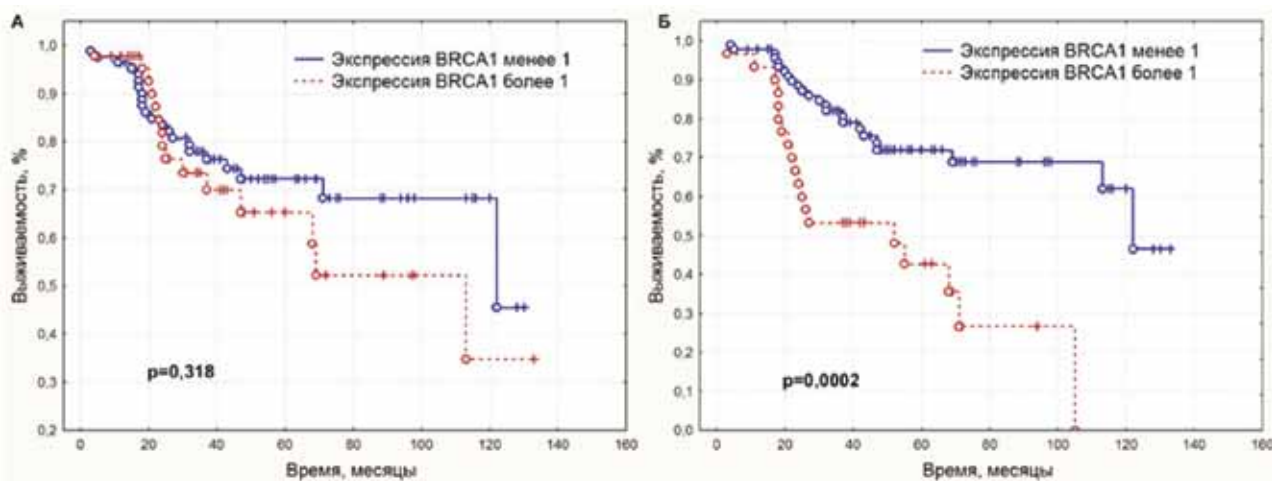 А
1,0
0,9
0,8
0,7
0,6
0,5
0,4
0,3
0,2
Выживаемость, %
Экспрессия BRCA1 менее 1
Экспрессия BRCA1 более 1
p=0,318
0 20 40 60 80 100 120 140 160
Время, месяцы
Б
1,0
0,9
0,8
0,7
0,6
0,5
0,4
0,3
0,2
0,1
0,0
Выживаемость, %
Экспрессия BRCA1 менее 1
Экспрессия BRCA1 более 1
p=0,0002
0 20 40 60 80 100 120 140 160
Время, месяцы